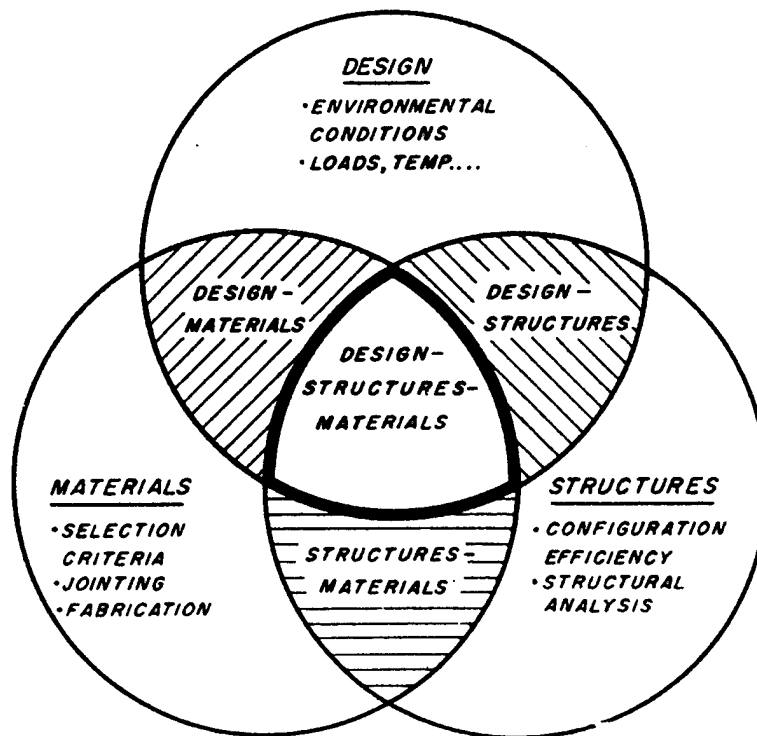 DESIGN
•ENVIRONMENTAL
CONDITIONS
•LOADS, TEMP....
DESIGN–
MATERIALS
DESIGN–
STRUCTURES
DESIGN–
STRUCTURES–
MATERIALS
MATERIALS
•SELECTION
CRITERIA
•JOINTING
•FABRICATION
STRUCTURES–
MATERIALS
STRUCTURES
•CONFIGURATION
EFFICIENCY
•STRUCTURAL
ANALYSIS